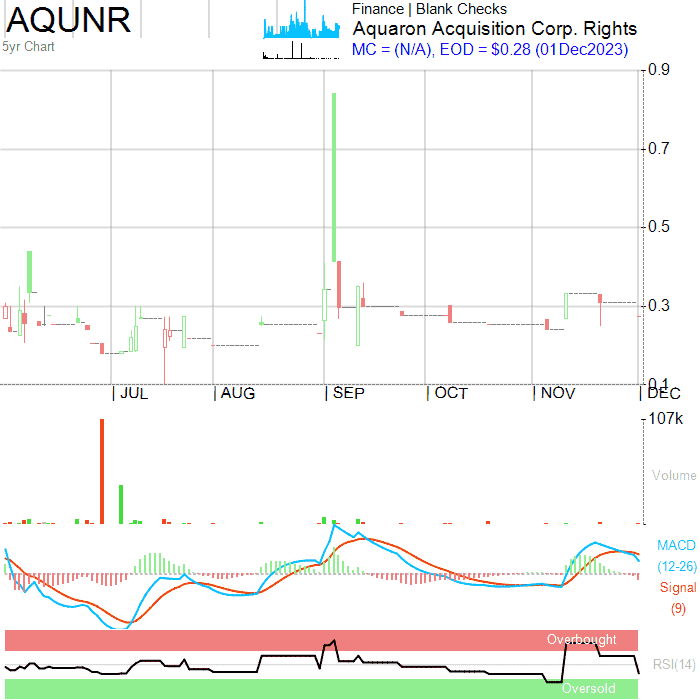 AQUNR
5yr Chart
Finance | Blank Checks
Aquaron Acquisition Corp. Rights
MC = (N/A), EOD = $0.28 (01Dec2023)
0.9
0.7
0.5
0.3
0.1
| JUL | AUG | SEP | OCT | NOV | DEC
107k
Volume
MACD
(12-26)
Signal
(9)
Overbought
RSI(14)
Oversold